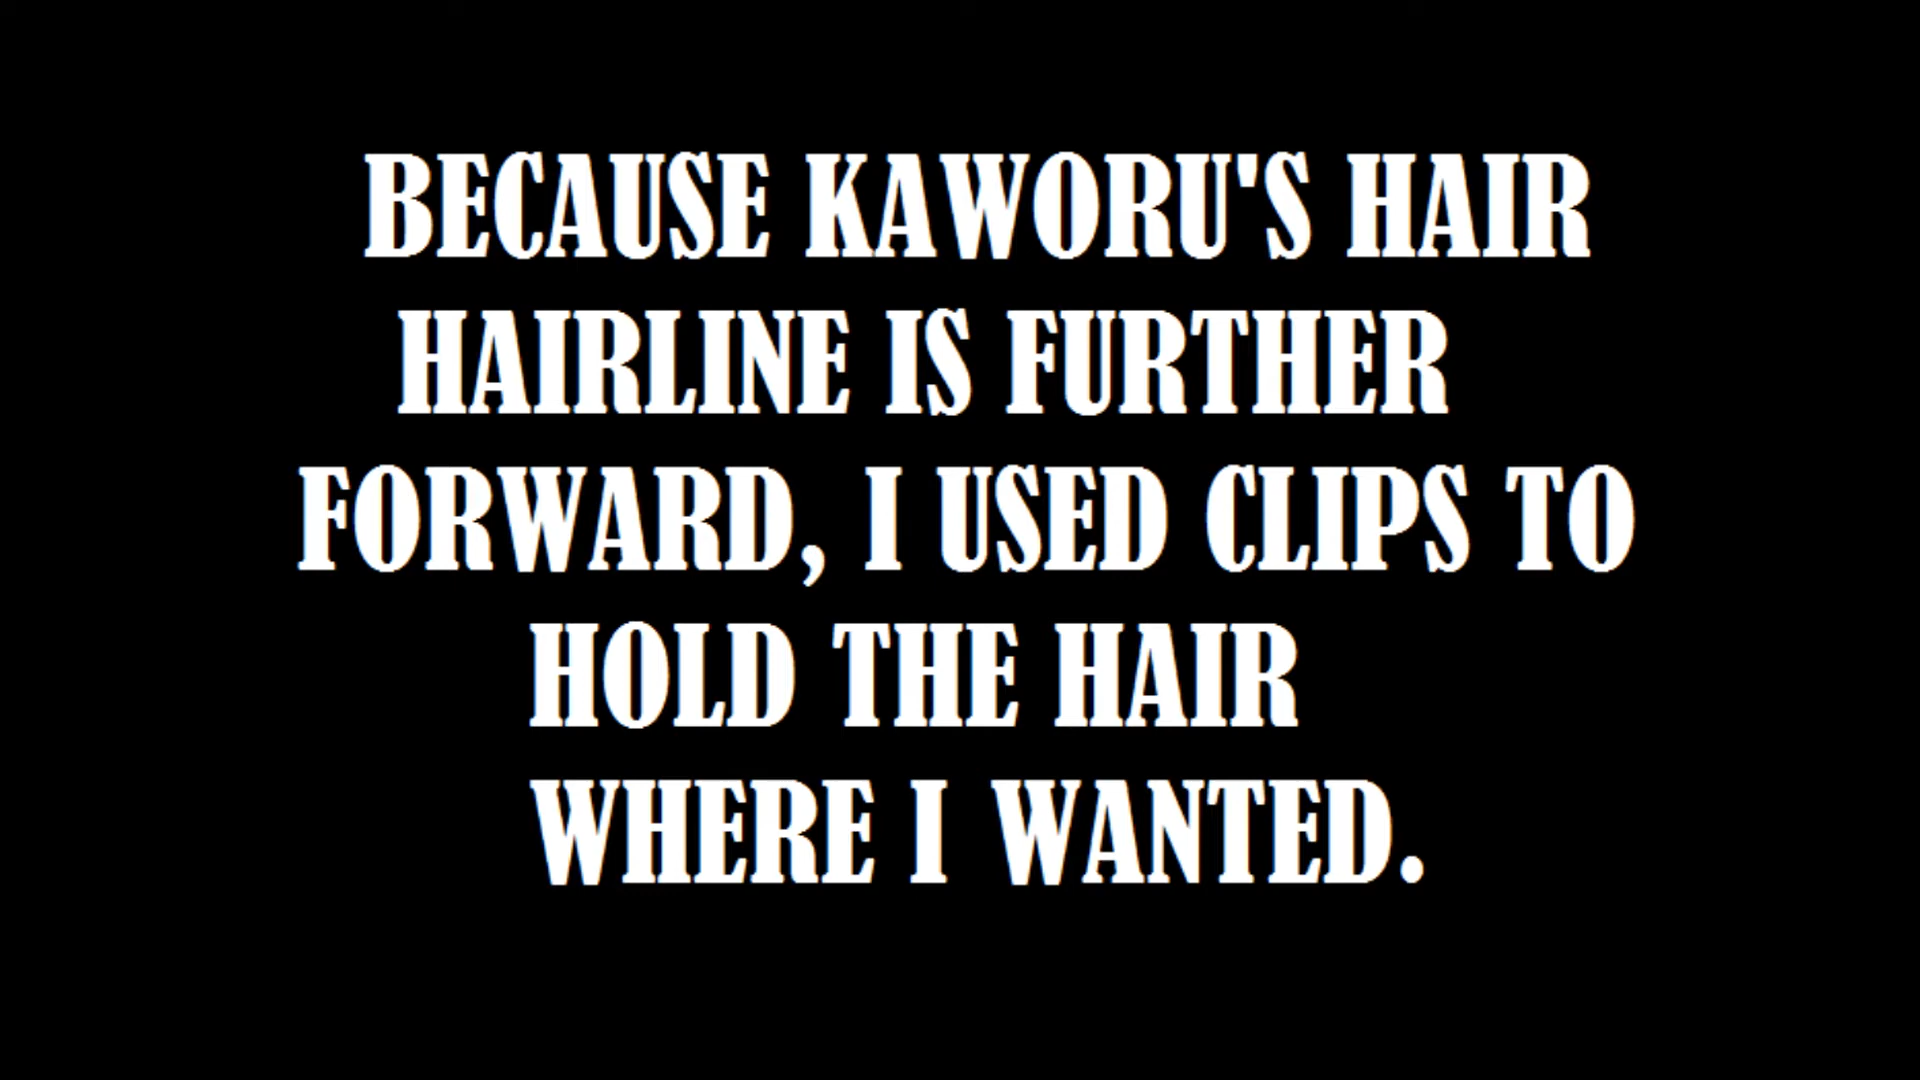 BECAUSE KAWORU'S HAIR
HAIRLINE IS FURTHER
FORWARD, I USED CLIPS TO
HOLD THE HAIR
WHERE I WANTED.